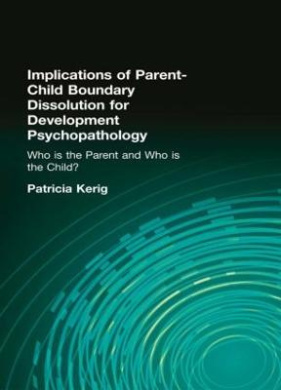 Implications of Parent-
Child Boundary
Dissolution for
Development
Psychopathology
Who is the Parent and Who is
the Child?
Patricia Kerig